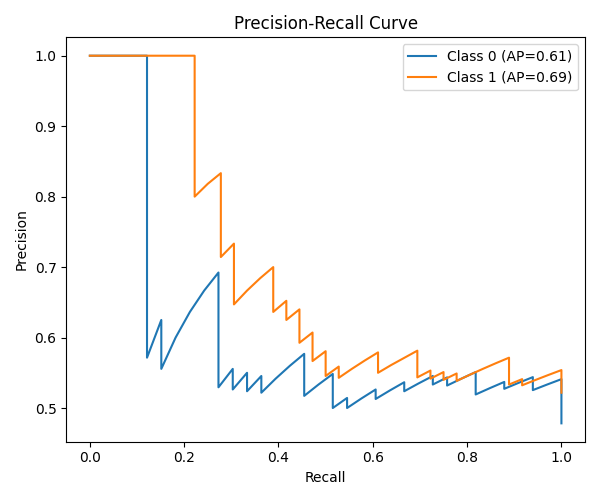 Precision-Recall Curve
Class 0 (AP=0.61)
Class 1 (AP=0.69)
Precision
1.0
0.9
0.8
0.7
0.6
0.5
0.0 0.2 0.4 0.6 0.8 1.0
Recall